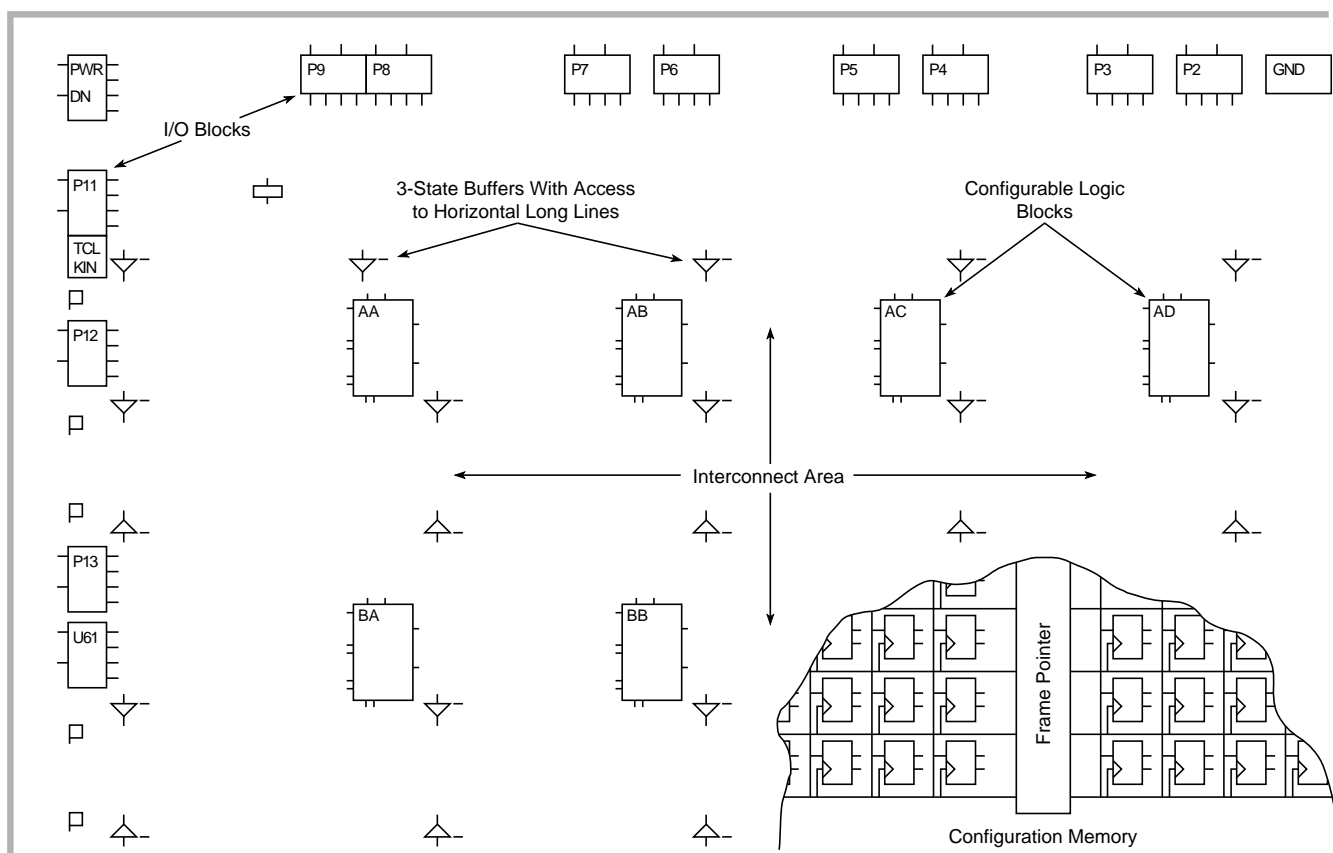 PWR
DN
P9
P8
P7
P6
P5
P4
P3
P2
GND
I/O Blocks
P11
3-State Buffers With Access
to Horizontal Long Lines
Configurable Logic
Blocks
TCL
KIN
P12
AA
AB
AC
AD
Interconnect Area
P13
U61
BA
BB
Frame Pointer
Configuration Memory